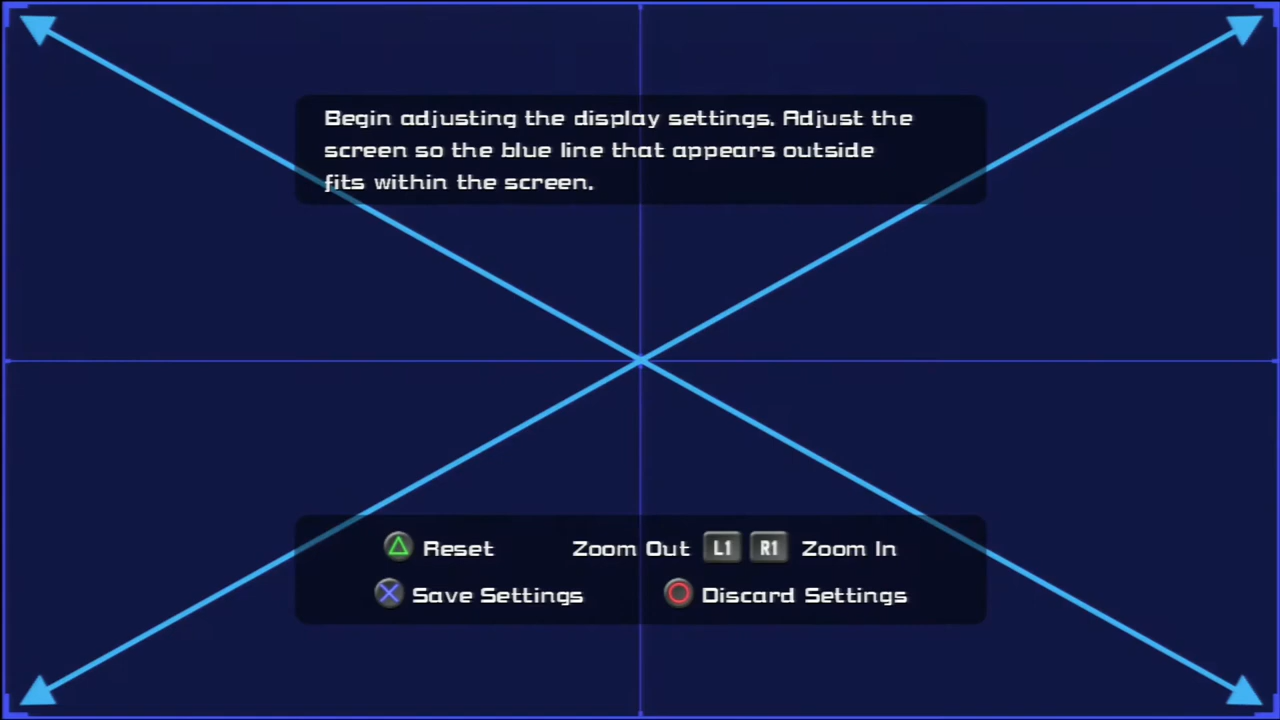 Begin adjusting the display settings. Adjust the
screen so the blue line that appears outside
fits within the screen.
Reset Zoom Out L1 R1 Zoom In
Save Settings Discard Settings